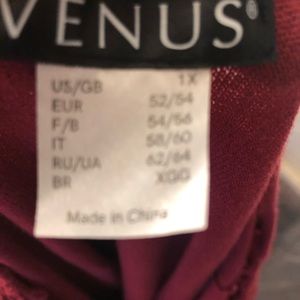 VENUS®
US/GB 1X
EUR 52/54
F/B 54/56
IT 58/60
RU/UA 62/64
BR XGG
Made in China